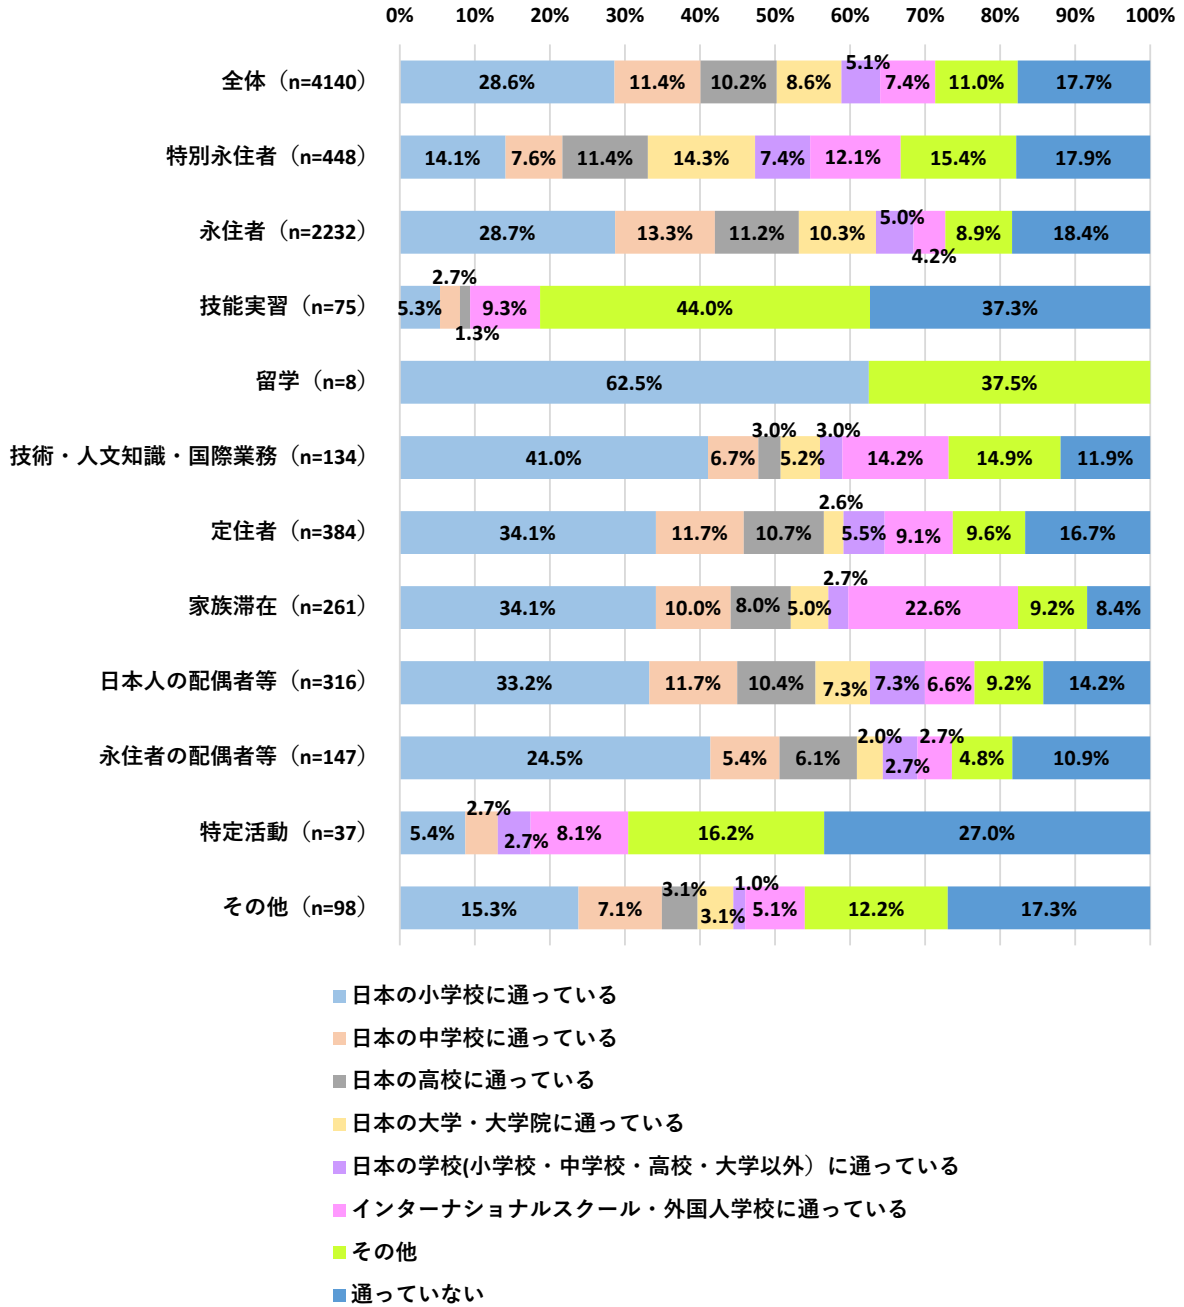 0% 10% 20% 30% 40% 50% 60% 70% 80% 90% 100%
全体（n=4140） 28.6% 11.4% 10.2% 8.6% 5.1% 7.4% 11.0% 17.7%
特別永住者（n=448） 14.1% 7.6% 11.4% 14.3% 7.4% 12.1% 15.4% 17.9%
永住者（n=2232） 28.7% 13.3% 11.2% 10.3% 5.0% 4.2% 8.9% 18.4%
技能実習（n=75） 5.3% 2.7% 1.3% 9.3% 44.0% 37.3%
留学（n=8） 62.5% 37.5%
技術・人文知識・国際業務（n=134） 41.0% 6.7% 3.0% 5.2% 3.0% 14.2% 14.9% 11.9%
定住者（n=384） 34.1% 11.7% 10.7% 2.6% 5.5% 9.1% 9.6% 16.7%
家族滞在（n=261） 34.1% 10.0% 8.0% 5.0% 2.7% 22.6% 9.2% 8.4%
日本人の配偶者等（n=316） 33.2% 11.7% 10.4% 7.3% 7.3% 6.6% 9.2% 14.2%
永住者の配偶者等（n=147） 24.5% 5.4% 6.1% 2.0% 2.7% 2.7% 4.8% 10.9%
特定活動（n=37） 5.4% 2.7% 2.7% 8.1% 16.2% 27.0%
その他（n=98） 15.3% 7.1% 3.1% 3.1% 1.0% 5.1% 12.2% 17.3%
日本の小学校に通っている
日本の中学校に通っている
日本の高校に通っている
日本の大学・大学院に通っている
日本の学校(小学校・中学校・高校・大学以外）に通っている
インターナショナルスクール・外国人学校に通っている
その他
通っていない